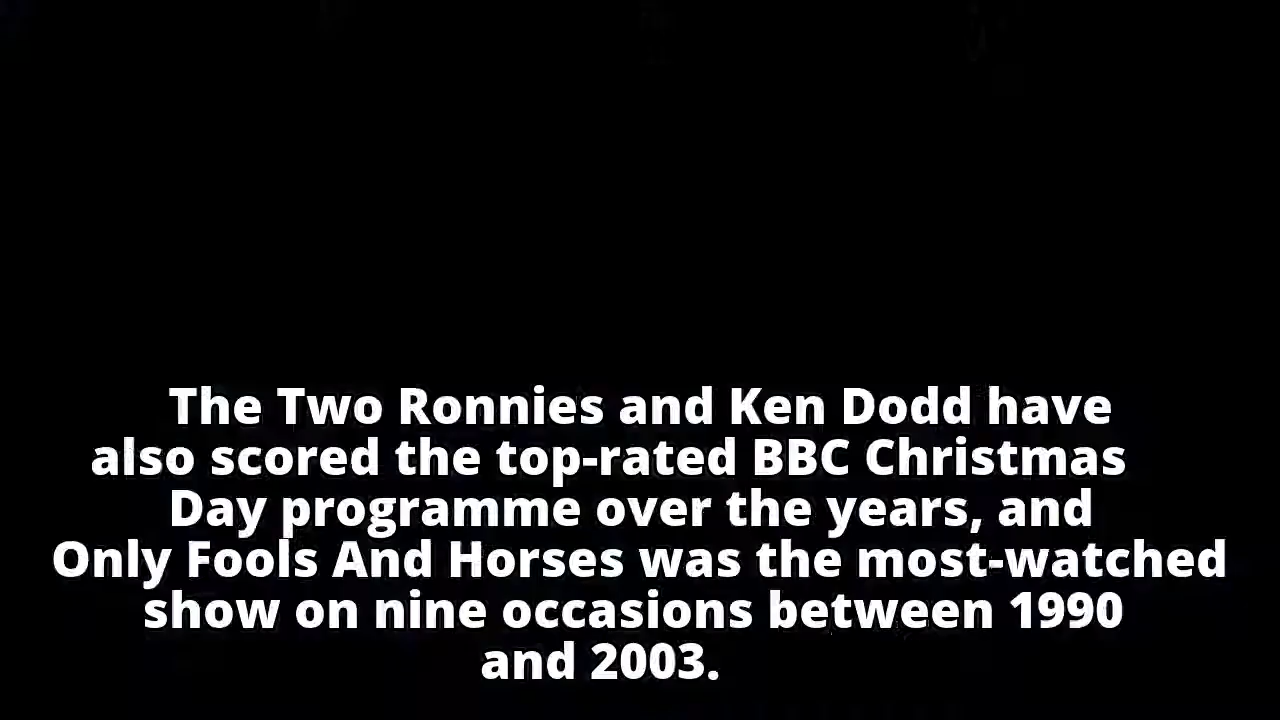 The Two Ronnies and Ken Dodd have
also scored the top-rated BBC Christmas
Day programme over the years, and
Only Fools And Horses was the most-watched
show on nine occasions between 1990
and 2003.